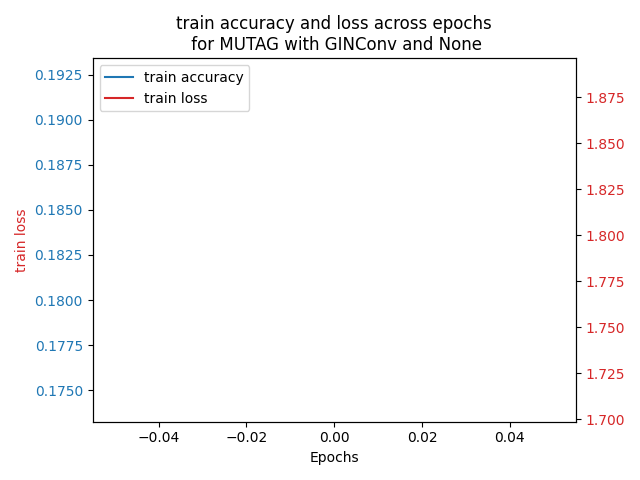 train accuracy and loss across epochs
for MUTAG with GINConv and None
train accuracy
train loss
0.1925
0.1900
0.1875
0.1850
0.1825
0.1800
0.1775
0.1750
train loss
1.875
1.850
1.825
1.800
1.775
1.750
1.725
1.700
−0.04 −0.02 0.00 0.02 0.04
Epochs